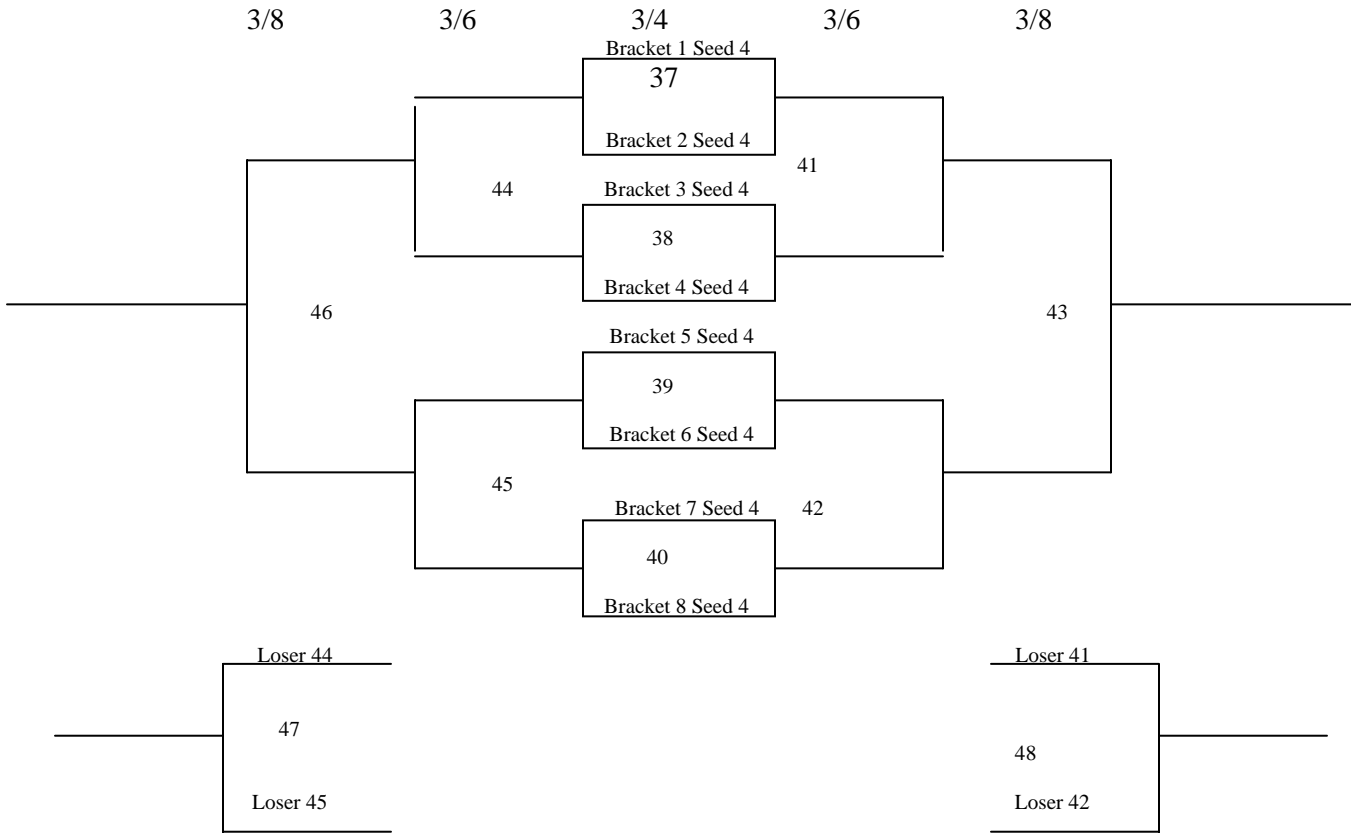 3/8 3/6 3/4 3/6 3/8
Bracket 1 Seed 4
37
Bracket 2 Seed 4
41
44
Bracket 3 Seed 4
38
Bracket 4 Seed 4
46
43
Bracket 5 Seed 4
39
Bracket 6 Seed 4
45
Bracket 7 Seed 4
42
40
Bracket 8 Seed 4
Loser 44
Loser 41
47
48
Loser 45
Loser 42